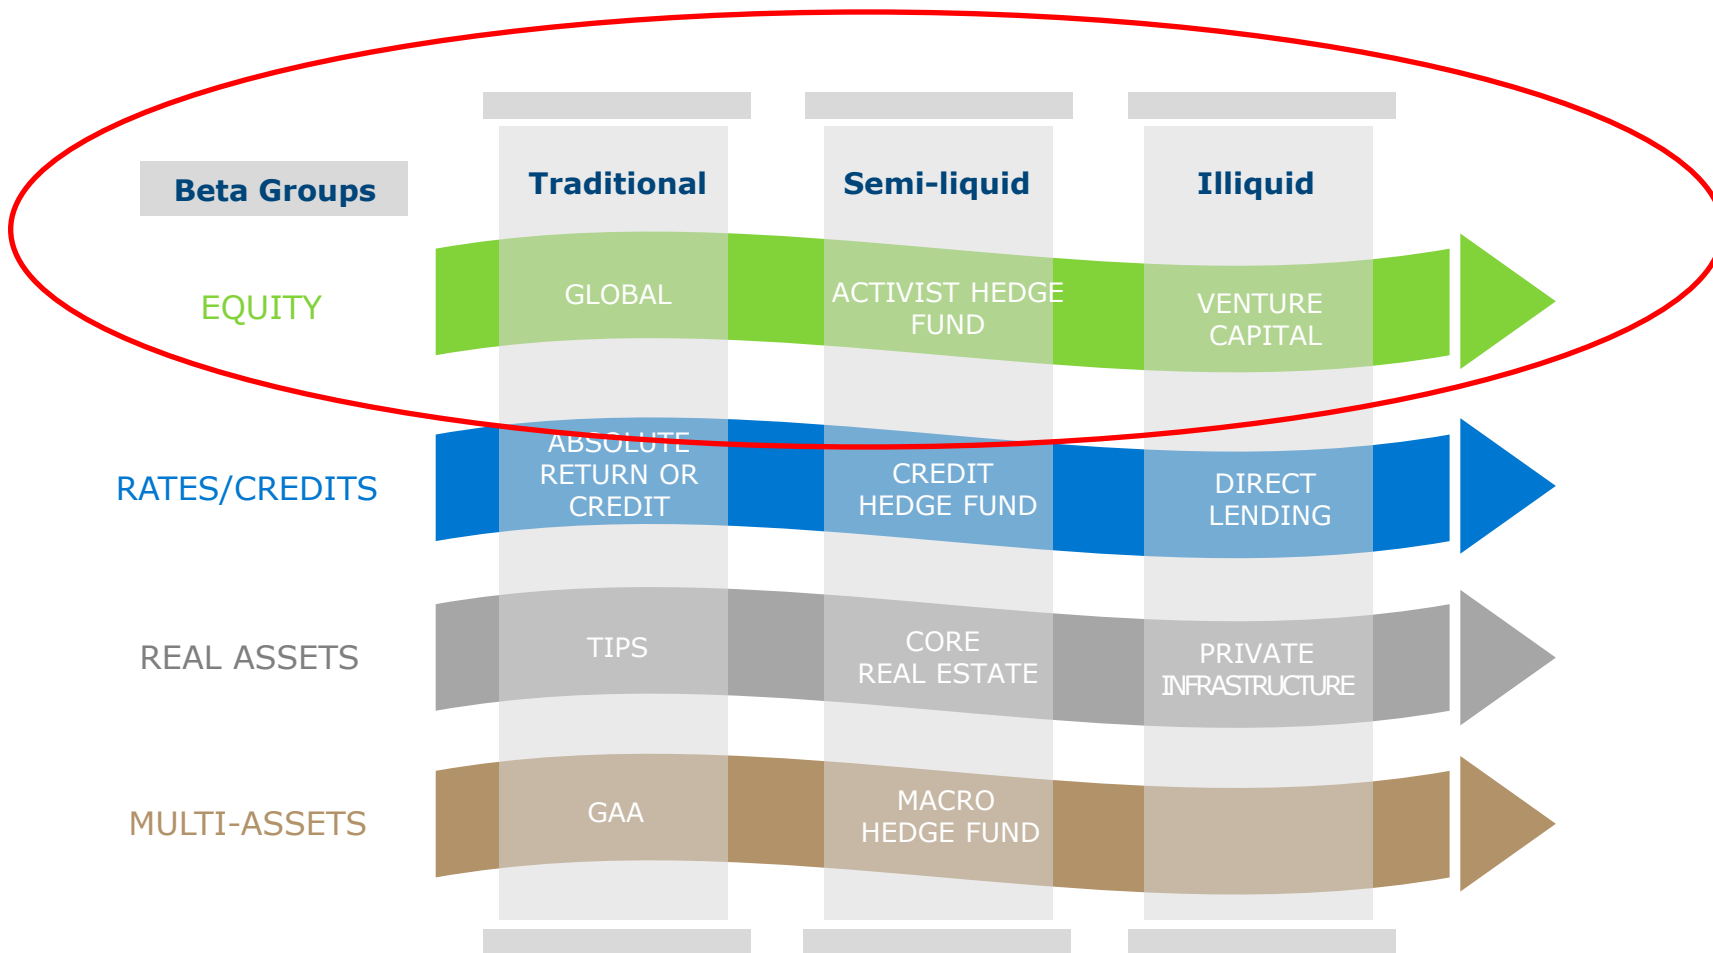 Beta Groups
Traditional
Semi-liquid
Illiquid
EQUITY
GLOBAL
ACTIVIST HEDGE
FUND
VENTURE
CAPITAL
RATES/CREDITS
ABSOLUTE
RETURN OR
CREDIT
CREDIT
HEDGE FUND
DIRECT
LENDING
REAL ASSETS
TIPS
CORE
REAL ESTATE
PRIVATE
INFRASTRUCTURE
MULTI-ASSETS
GAA
MACRO
HEDGE FUND